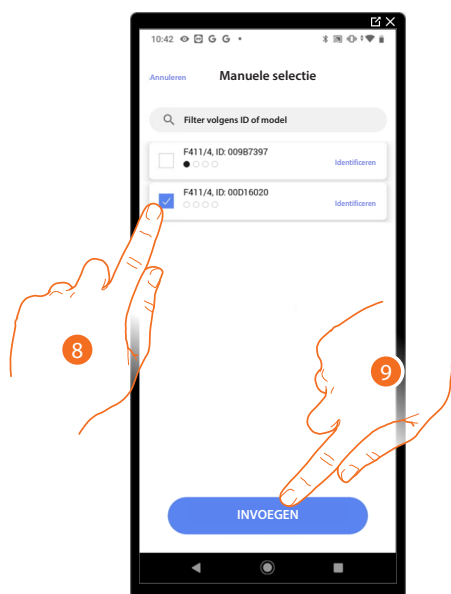 10:42 G G
Annuleren Manuele selectie
Filter volgens ID of model
F411/4, ID: 009B7397
Identificeren
F411/4, ID: 00D16020
Identificeren
8
9
INVOEGEN